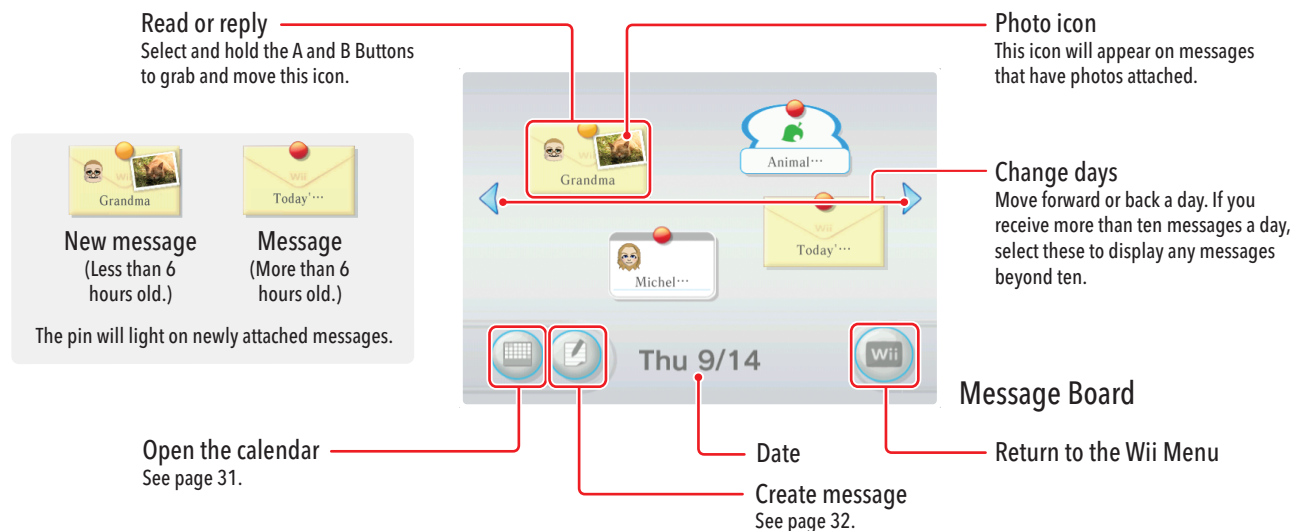 Read or reply
Select and hold the A and B Buttons
to grab and move this icon.
Photo icon
This icon will appear on messages
that have photos attached.
Wii
Grandma
Wii
Today'···
New message
(Less than 6
hours old.)
Message
(More than 6
hours old.)
The pin will light on newly attached messages.
Wii
Grandma
Animal···
Wii
Today'···
Michel···
Thu 9/14
Wii
Change days
Move forward or back a day. If you
receive more than ten messages a day,
select these to display any messages
beyond ten.
Message Board
Open the calendar
See page 31.
Date
Create message
See page 32.
Return to the Wii Menu